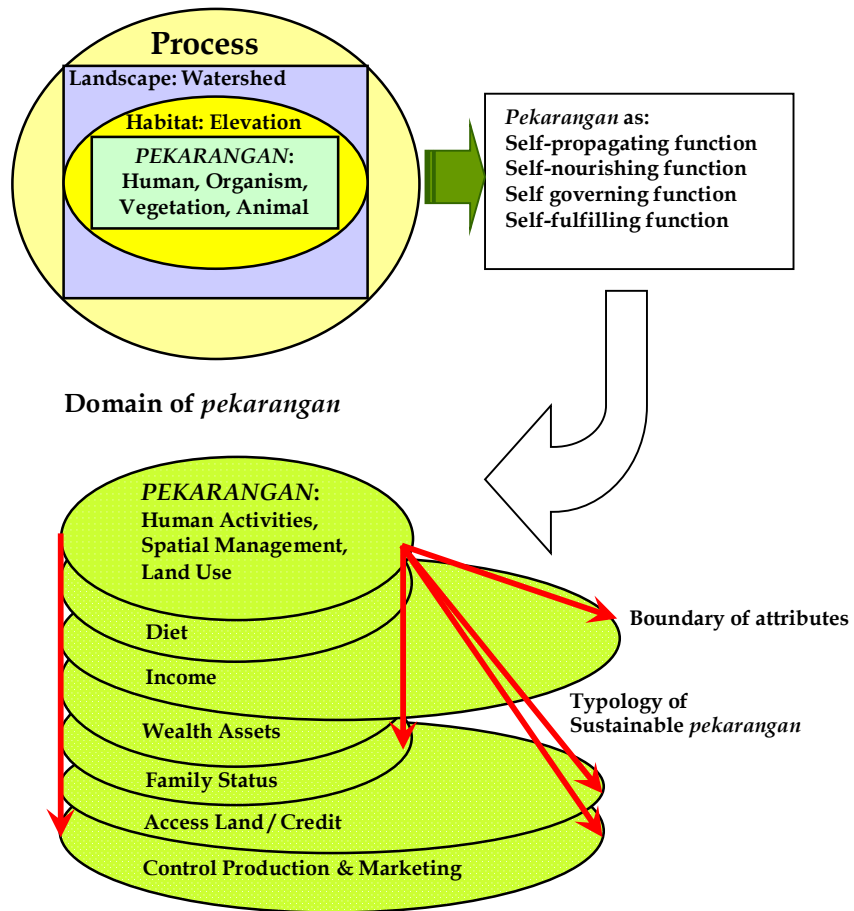 Process
Landscape: Watershed
Habitat: Elevation
PEKARANGAN:
Human, Organism,
Vegetation, Animal
Pekarangan as:
Self-propagating function
Self-nourishing function
Self governing function
Self-fulfilling function
Domain of pekarangan
PEKARANGAN:
Human Activities,
Spatial Management,
Land Use
Diet
Income
Wealth Assets
Family Status
Access Land / Credit
Control Production & Marketing
Boundary of attributes
Typology of
Sustainable pekarangan